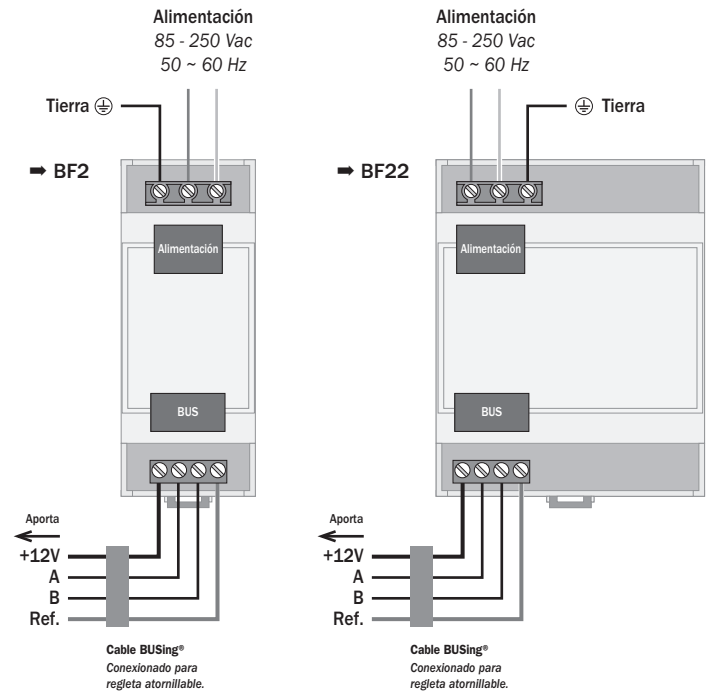 Alimentación
85 - 250 Vac
50 ~ 60 Hz
Tierra
➡ BF2
Alimentación
BUS
Aporta
+12V
A
B
Ref.
Cable BUSing®
Conexionado para
regleta atornillable.
Alimentación
85 - 250 Vac
50 ~ 60 Hz
Tierra
➡ BF22
Alimentación
BUS
Aporta
+12V
A
B
Ref.
Cable BUSing®
Conexionado para
regleta atornillable.